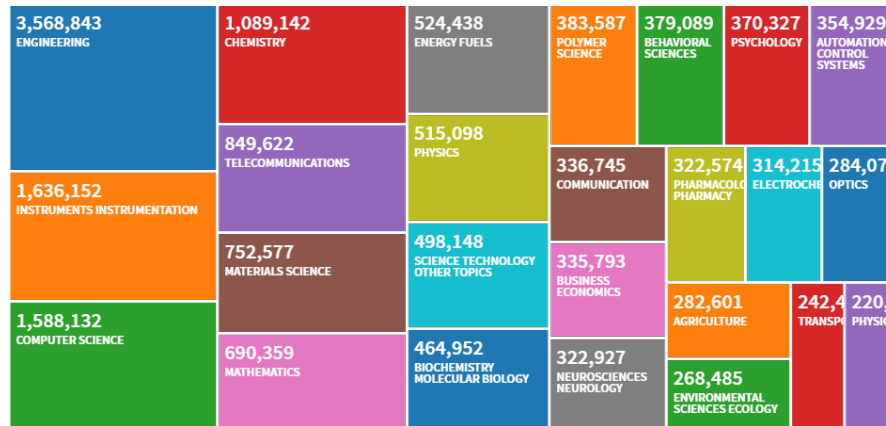 3,568,843
ENGINEERING
1,636,152
INSTRUMENTS INSTRUMENTATION
1,588,132
COMPUTER SCIENCE
1,089,142
CHEMISTRY
849,622
TELECOMMUNICATIONS
752,577
MATERIALS SCIENCE
690,359
MATHEMATICS
524,438
ENERGY FUELS
515,098
PHYSICS
498,148
SCIENCE TECHNOLOGY
OTHER TOPICS
464,952
BIOCHEMISTRY
MOLECULAR BIOLOGY
383,587
POLYMER
SCIENCE
379,089
BEHAVIORAL
SCIENCES
370,327
PSYCHOLOGY
354,929
AUTOMATION
CONTROL
SYSTEMS
336,745
COMMUNICATION
335,793
BUSINESS
ECONOMICS
322,927
NEUROSCIENCES
NEUROLOGY
322,574
PHARMACOLO
PHARMACY
314,215
ELECTROCHE
284,07
OPTICS
282,601
AGRICULTURE
268,485
ENVIRONMENTAL
SCIENCES ECOLOGY
242,4
TRANSPO
220,
PHYSIO